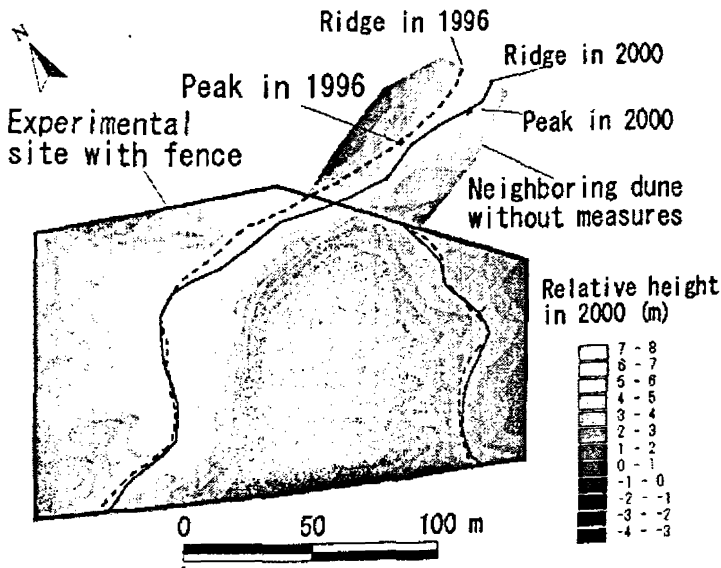 N
Ridge in 1996
Ridge in 2000
Peak in 1996
Peak in 2000
Experimental
site with fence
Neighboring dune
without measures
Relative height
in 2000 (m)
7 - 8
6 - 7
5 - 6
4 - 5
3 - 4
2 - 3
1 - 2
0 - 1
-1 - 0
-2 - -1
-3 - -2
-4 - -3
0 50 100 m